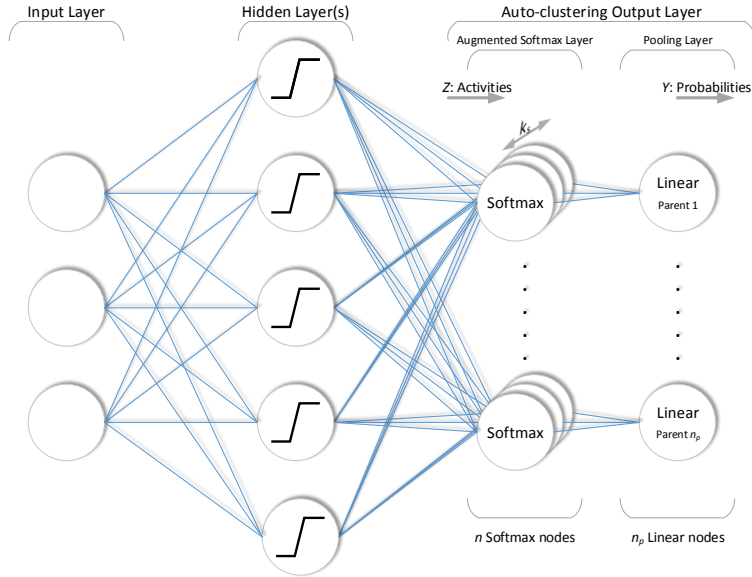 Input Layer
Hidden Layer(s)
Auto-clustering Output Layer
Augmented Softmax Layer
Pooling Layer
Z: Activities
Y: Probabilities
kₛ
Softmax
Linear
Parent 1
Softmax
Linear
Parent nₚ
n Softmax nodes
nₚ Linear nodes